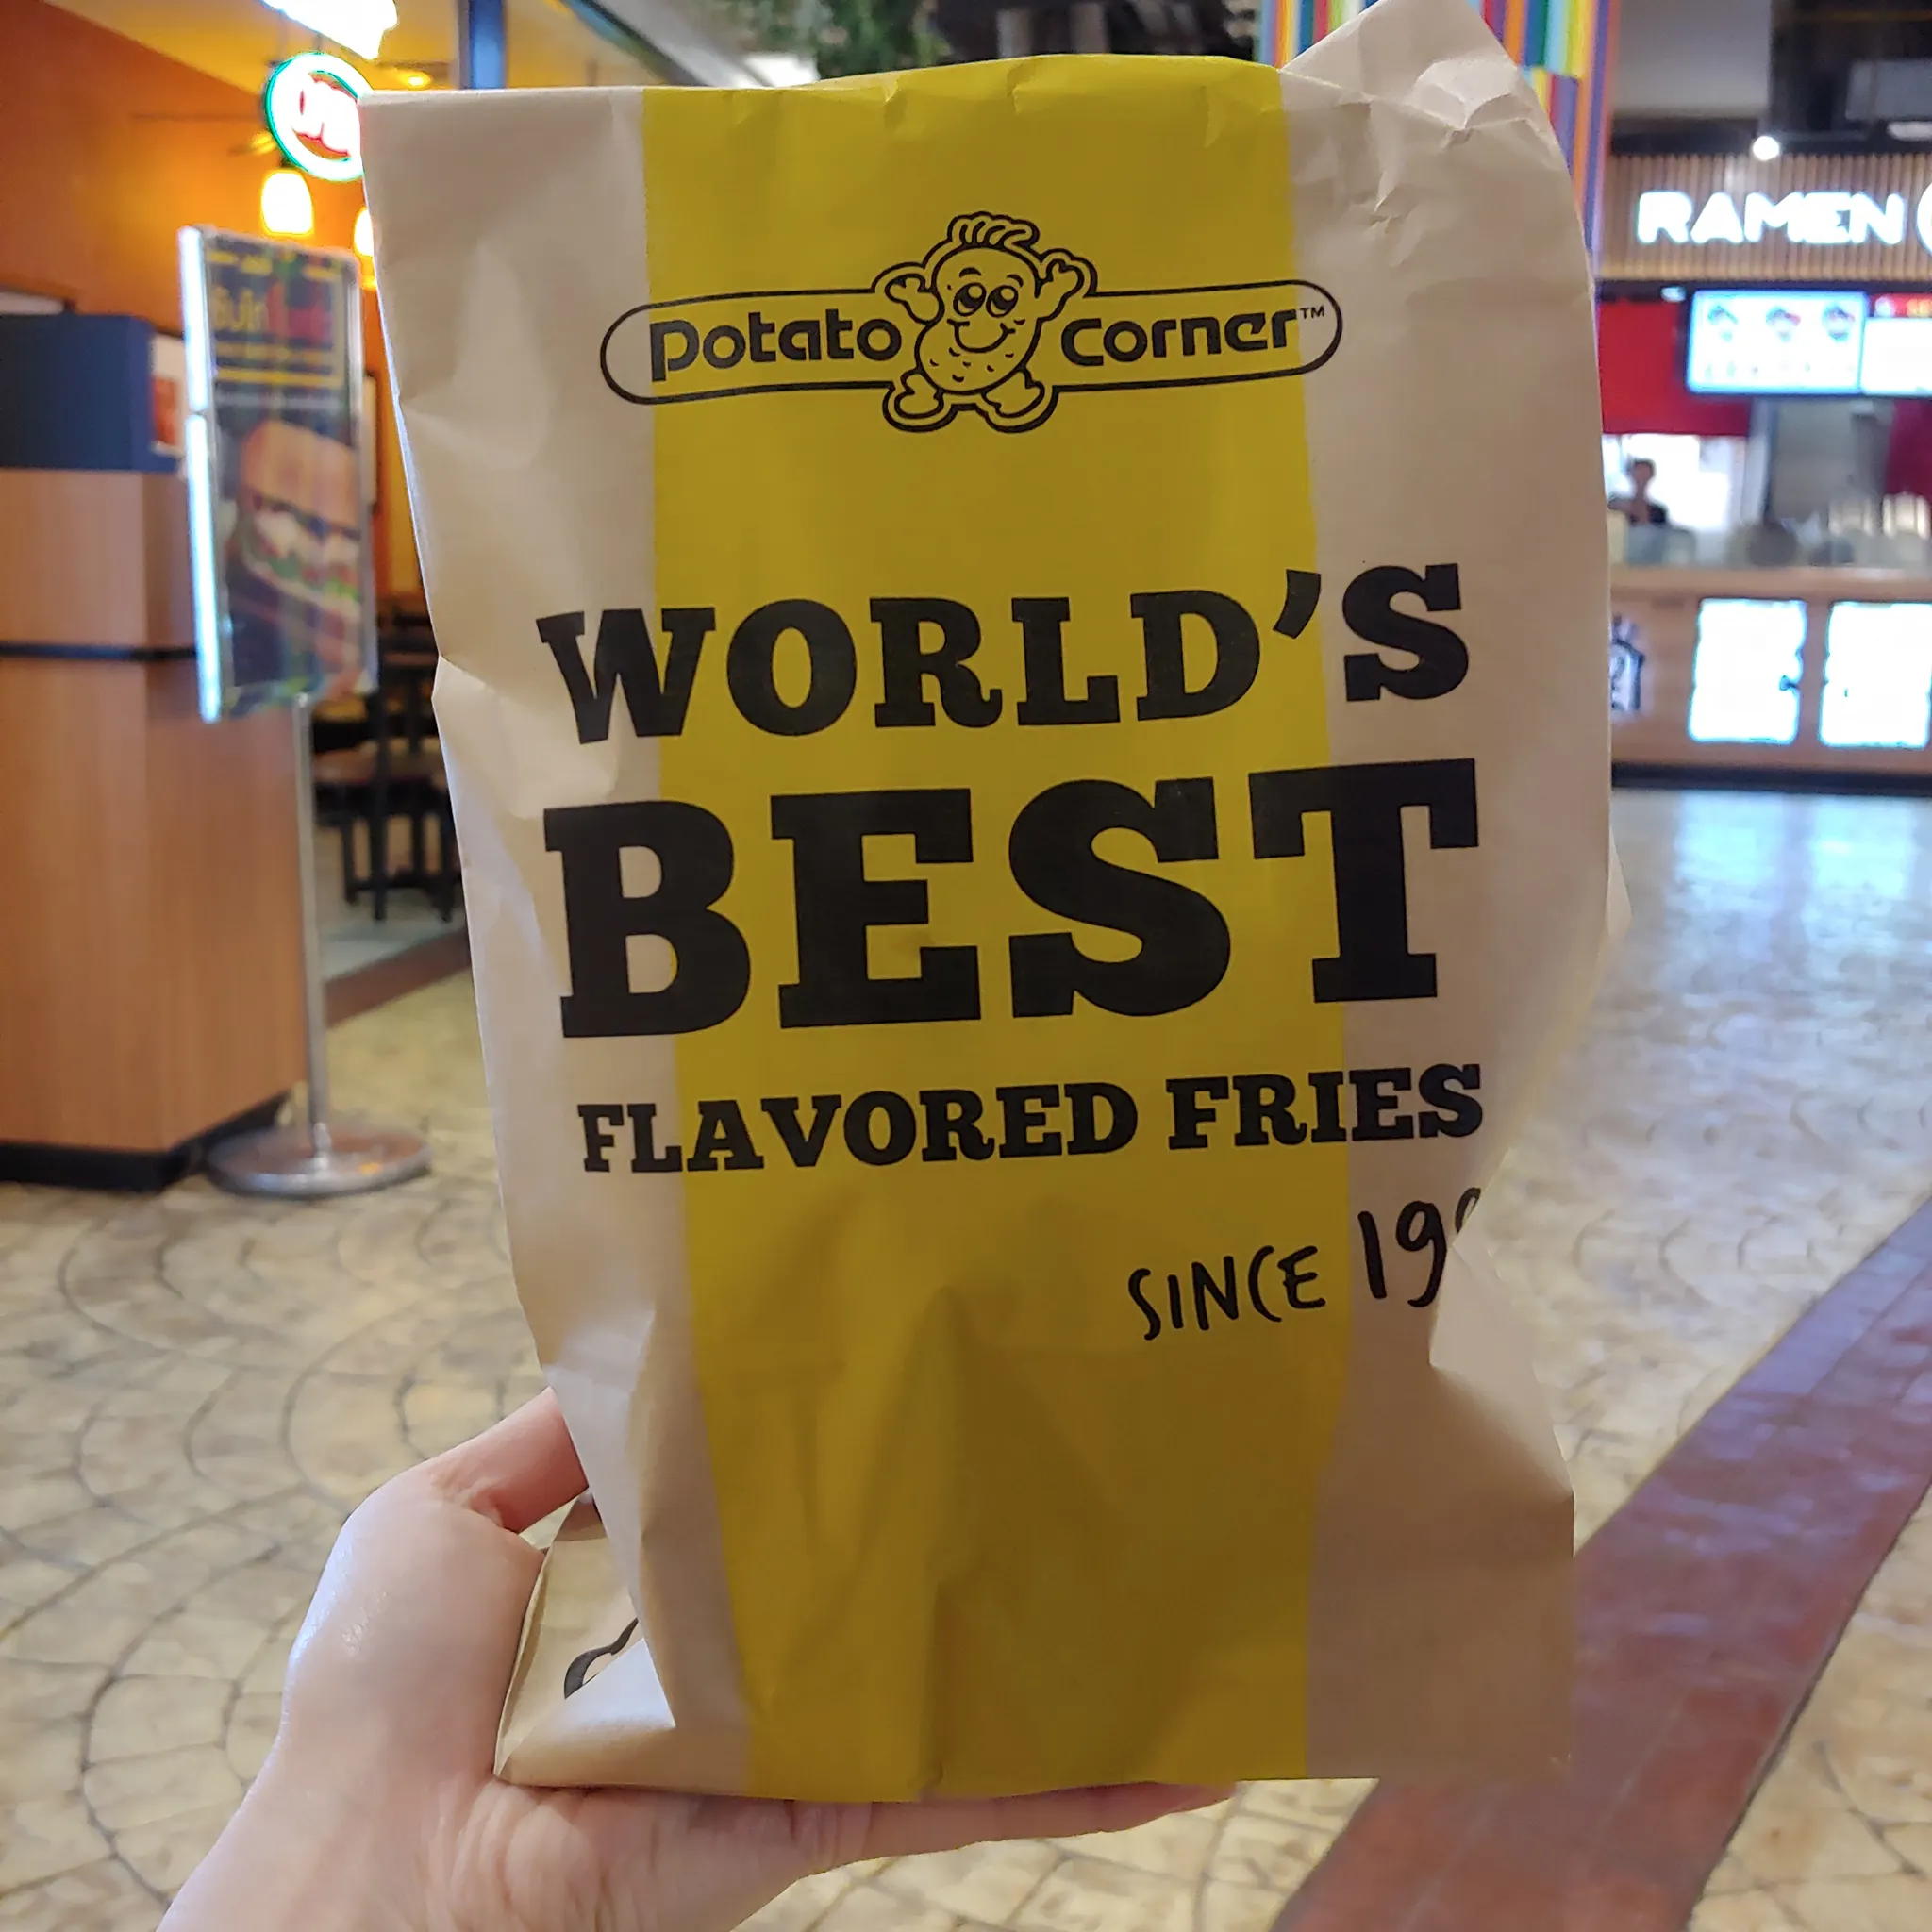 Potato corner™
WORLD'S
BEST
FLAVORED FRIES
SINCE 19
RAMEN